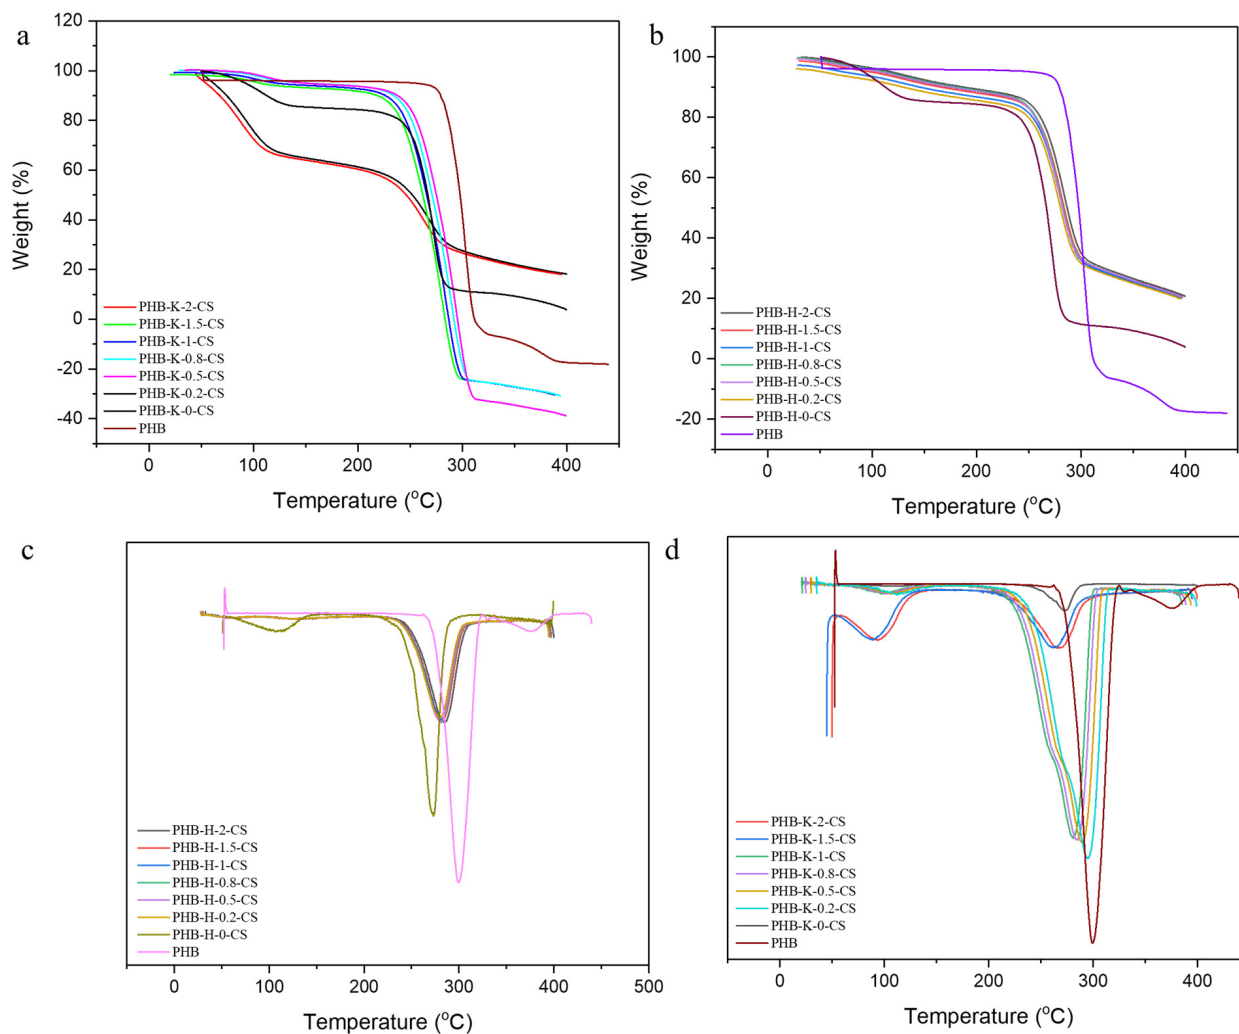 a
120
100
80
60
40
20
0
-20
-40
Weight (%)
PHB-K-2-CS
PHB-K-1.5-CS
PHB-K-1-CS
PHB-K-0.8-CS
PHB-K-0.5-CS
PHB-K-0.2-CS
PHB-K-0-CS
PHB
0 100 200 300 400
Temperature (°C)
b
100
80
60
40
20
0
-20
Weight (%)
PHB-H-2-CS
PHB-H-1.5-CS
PHB-H-1-CS
PHB-H-0.8-CS
PHB-H-0.5-CS
PHB-H-0.2-CS
PHB-H-0-CS
PHB
0 100 200 300 400
Temperature (°C)
c
PHB-H-2-CS
PHB-H-1.5-CS
PHB-H-1-CS
PHB-H-0.8-CS
PHB-H-0.5-CS
PHB-H-0.2-CS
PHB-H-0-CS
PHB
0 100 200 300 400 500
Temperature (°C)
d
PHB-K-2-CS
PHB-K-1.5-CS
PHB-K-1-CS
PHB-K-0.8-CS
PHB-K-0.5-CS
PHB-K-0.2-CS
PHB-K-0-CS
PHB
0 100 200 300 400
Temperature (°C)